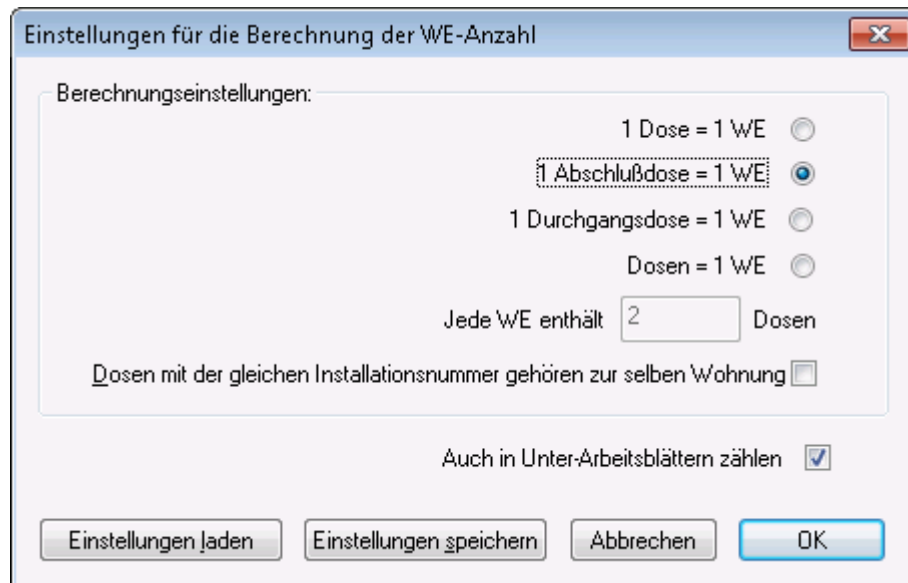 Einstellungen für die Berechnung der WE-Anzahl
Berechnungseinstellungen:
1 Dose = 1 WE
1 Abschlußdose = 1 WE
1 Durchgangsdose = 1 WE
Dosen = 1 WE
Jede WE enthält 2 Dosen
Dosen mit der gleichen Installationsnummer gehören zur selben Wohnung
Auch in Unter-Arbeitsblättern zählen
Einstellungen laden Einstellungen speichern Abbrechen OK